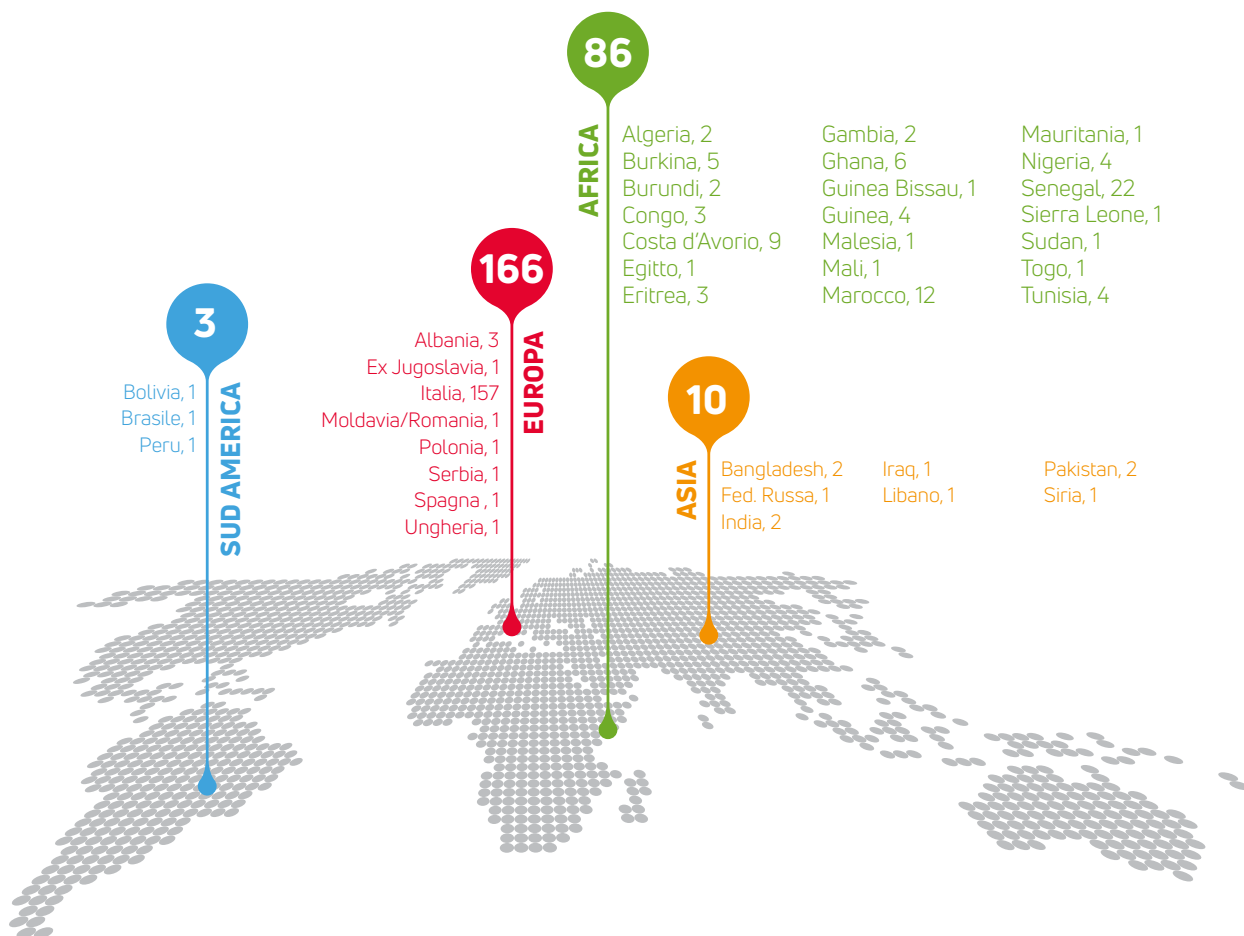 86
AFRICA
Algeria, 2
Burkina, 5
Burundi, 2
Congo, 3
Costa d'Avorio, 9
Egitto, 1
Eritrea, 3
Gambia, 2
Ghana, 6
Guinea Bissau, 1
Guinea, 4
Malesia, 1
Mali, 1
Marocco, 12
Mauritania, 1
Nigeria, 4
Senegal, 22
Sierra Leone, 1
Sudan, 1
Togo, 1
Tunisia, 4
166
EUROPA
Albania, 3
Ex Jugoslavia, 1
Italia, 157
Moldavia/Romania, 1
Polonia, 1
Serbia, 1
Spagna , 1
Ungheria, 1
3
SUD AMERICA
Bolivia, 1
Brasile, 1
Peru, 1
10
ASIA
Bangladesh, 2
Fed. Russa, 1
India, 2
Iraq, 1
Libano, 1
Pakistan, 2
Siria, 1